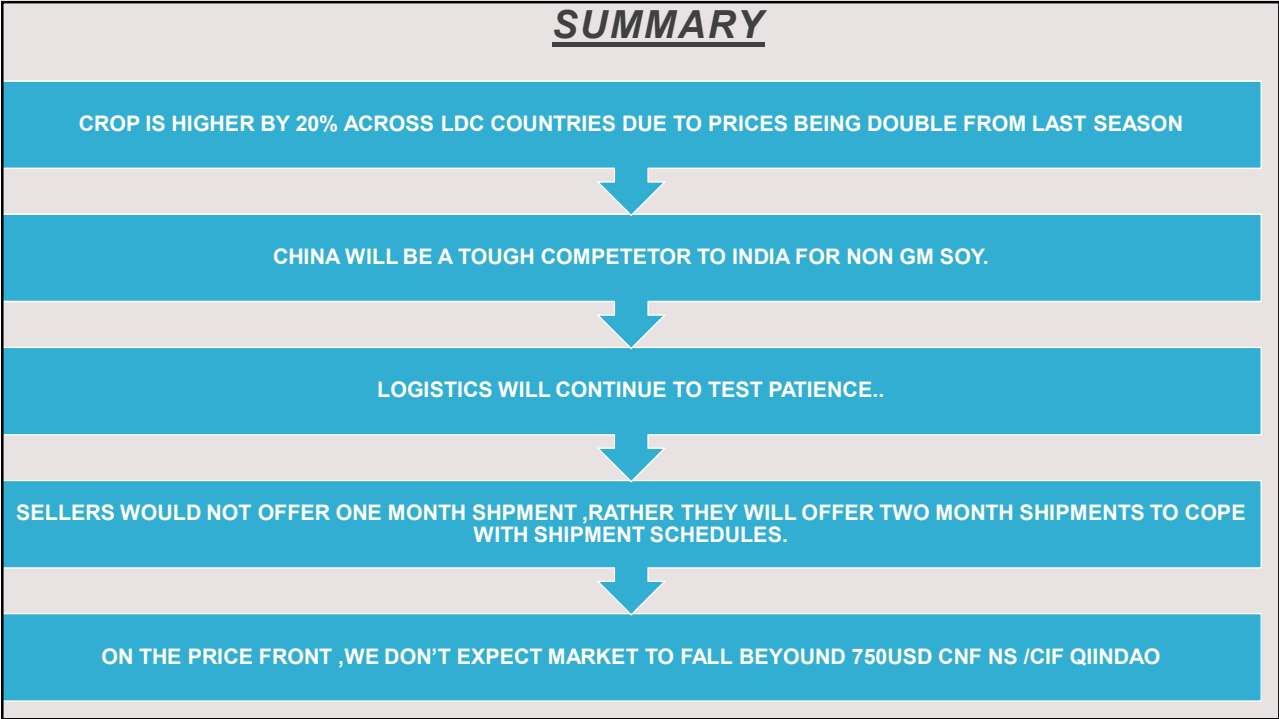 SUMMARY
CROP IS HIGHER BY 20% ACROSS LDC COUNTRIES DUE TO PRICES BEING DOUBLE FROM LAST SEASON
CHINA WILL BE A TOUGH COMPETETOR TO INDIA FOR NON GM SOY.
LOGISTICS WILL CONTINUE TO TEST PATIENCE..
SELLERS WOULD NOT OFFER ONE MONTH SHPMENT ,RATHER THEY WILL OFFER TWO MONTH SHIPMENTS TO COPE
WITH SHIPMENT SCHEDULES.
ON THE PRICE FRONT ,WE DON’T EXPECT MARKET TO FALL BEYOUND 750USD CNF NS /CIF QIINDAO